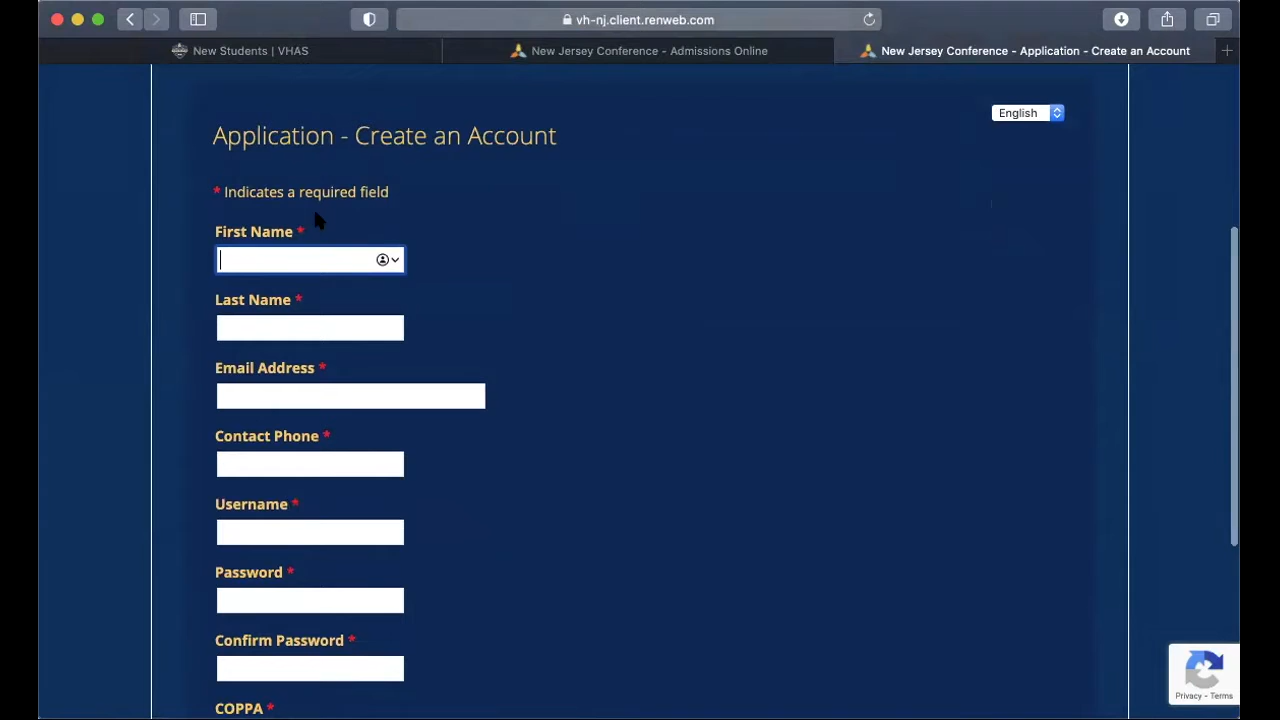 vh-nj.client.renweb.com
New Students | VHAS
New Jersey Conference - Admissions Online
New Jersey Conference - Application - Create an Account
English
Application - Create an Account
* Indicates a required field
First Name *
Last Name *
Email Address *
Contact Phone *
Username *
Password *
Confirm Password *
COPPA *
Privacy - Terms